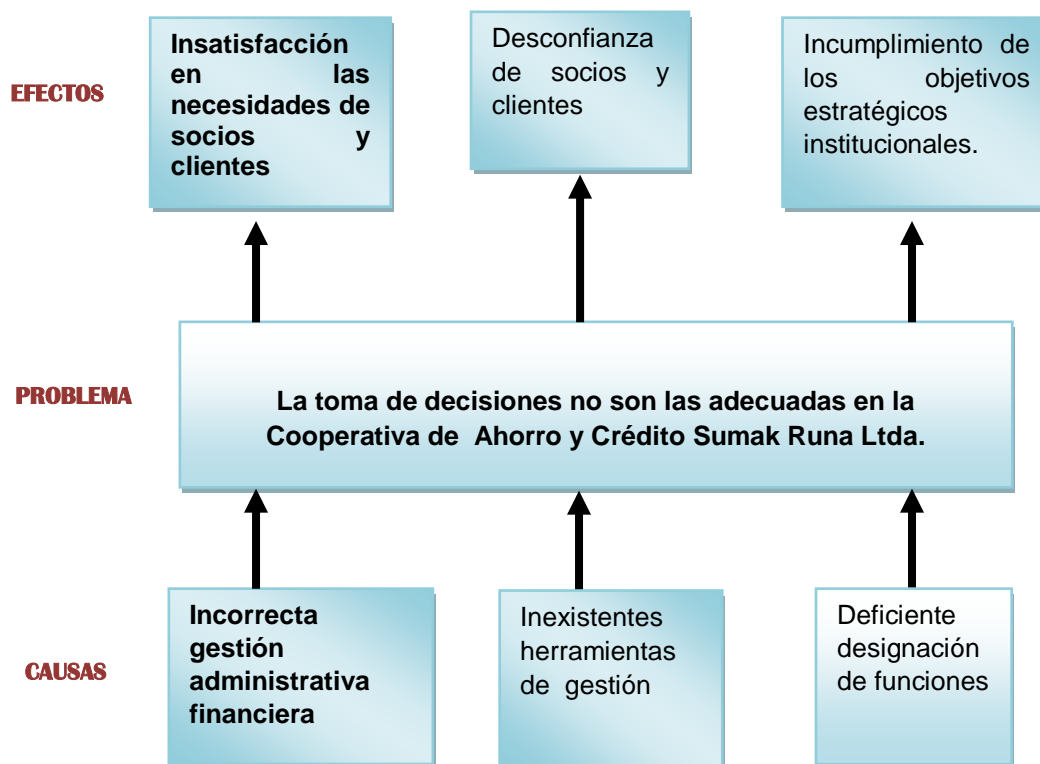 EFECTOS
Insatisfacción
en las
necesidades de
socios y
clientes
Desconfianza
de socios y
clientes
Incumplimiento de
los objetivos
estratégicos
institucionales.
PROBLEMA
La toma de decisiones no son las adecuadas en la
Cooperativa de Ahorro y Crédito Sumak Runa Ltda.
CAUSAS
Incorrecta
gestión
administrativa
financiera
Inexistentes
herramientas
de gestión
Deficiente
designación
de funciones